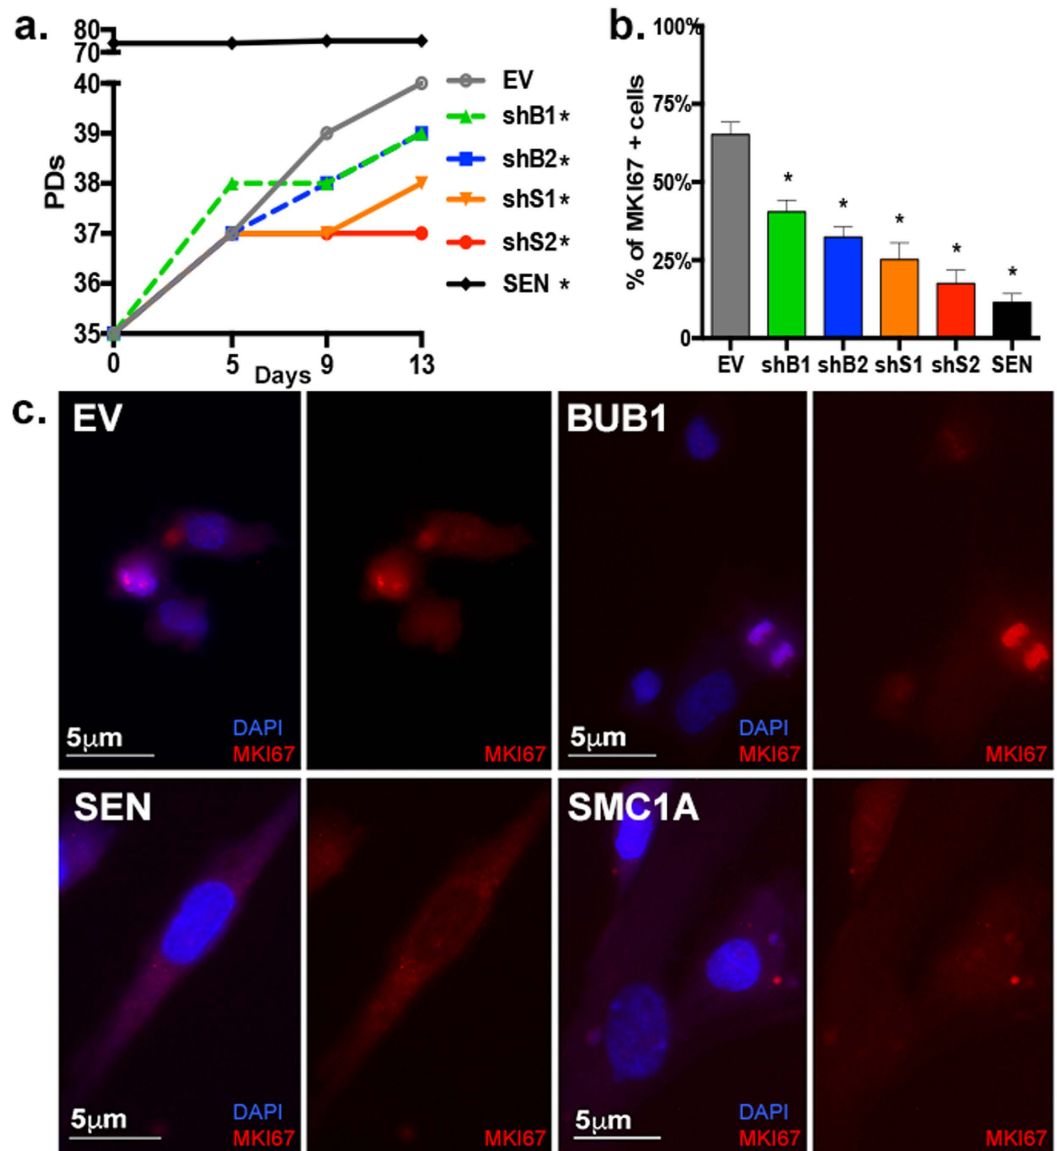 a.
80
70
40
39
38
37
36
35
PDs
0 5 9 13
Days
EV
shB1*
shB2*
shS1*
shS2*
SEN *
b.
100%
75%
50%
25%
0
% of MKI67 + cells
* * * * *
EV shB1 shB2 shS1 shS2 SEN
c.
EV
5μm
DAPI
MKI67
MKI67
BUB1
5μm
DAPI
MKI67
MKI67
SEN
5μm
DAPI
MKI67
MKI67
SMC1A
5μm
DAPI
MKI67
MKI67